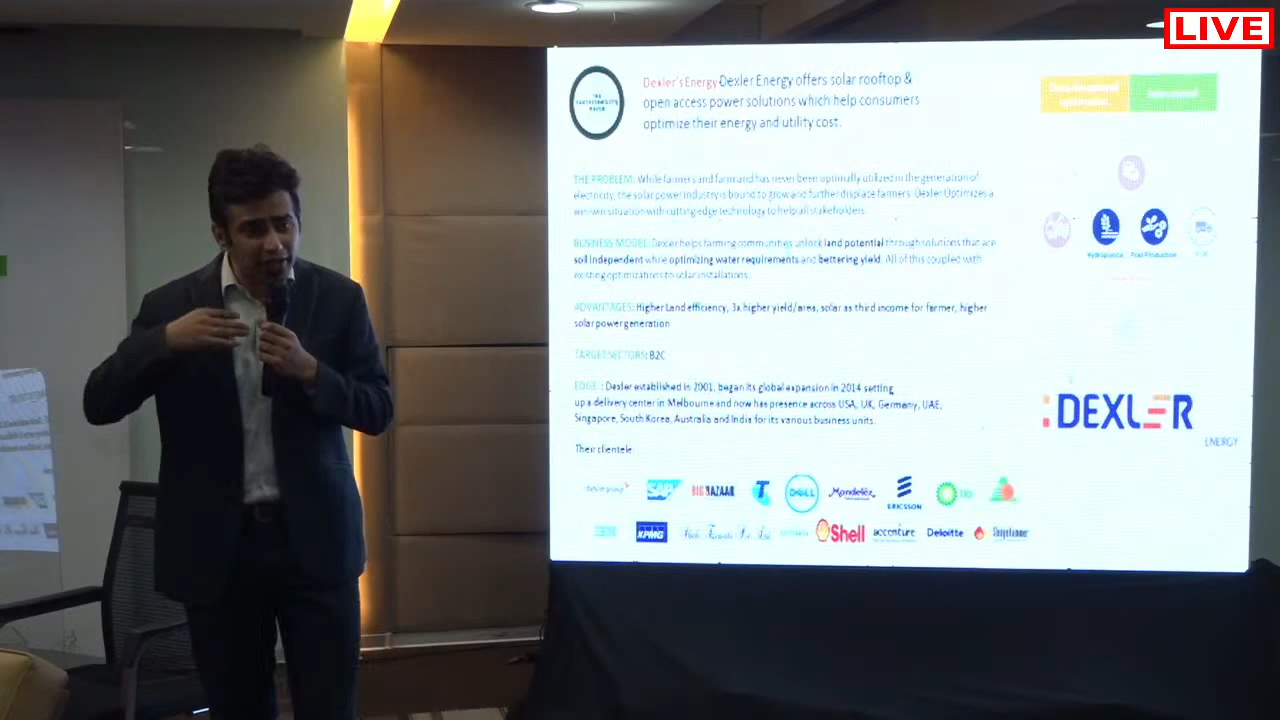 LIVE
Dexler's Energy-Dexler Energy offers solar rooftop &
open access power solutions which help consumers
optimize their energy and utility cost.
THE PROBLEM: While farmers and farmland has never been optimally utilized in the generation of
electricity, the solar power industry is bound to grow and further displace farmers. Dexler Optimizes a
win-win situation with cutting edge technology to help all stakeholders.
BUSINESS MODEL: Dexler helps farming communities unlock land potential through solutions that are
soil independent while optimizing water requirements and bettering yield. All of this coupled with
existing optimizations to solar installations.
Hydroponics
Post Production
ADVANTAGES: Higher Land efficiency, 3x higher yield/area, solar as third income for farmer, higher
solar power generation
TARGET SECTORS: B2C
EDGE : Dexler established in 2001, began its global expansion in 2014 setting
up a delivery center in Melbourne and now has presence across USA, UK, Germany, UAE,
Singapore, South Korea, Australia and India for its various business units.
DEXLER
ENERGY
Their clientele
future group SAP BIG BAZAAR T DELL Mondelēz ERICSSON bp
KPMG Shell accenture Deloitte